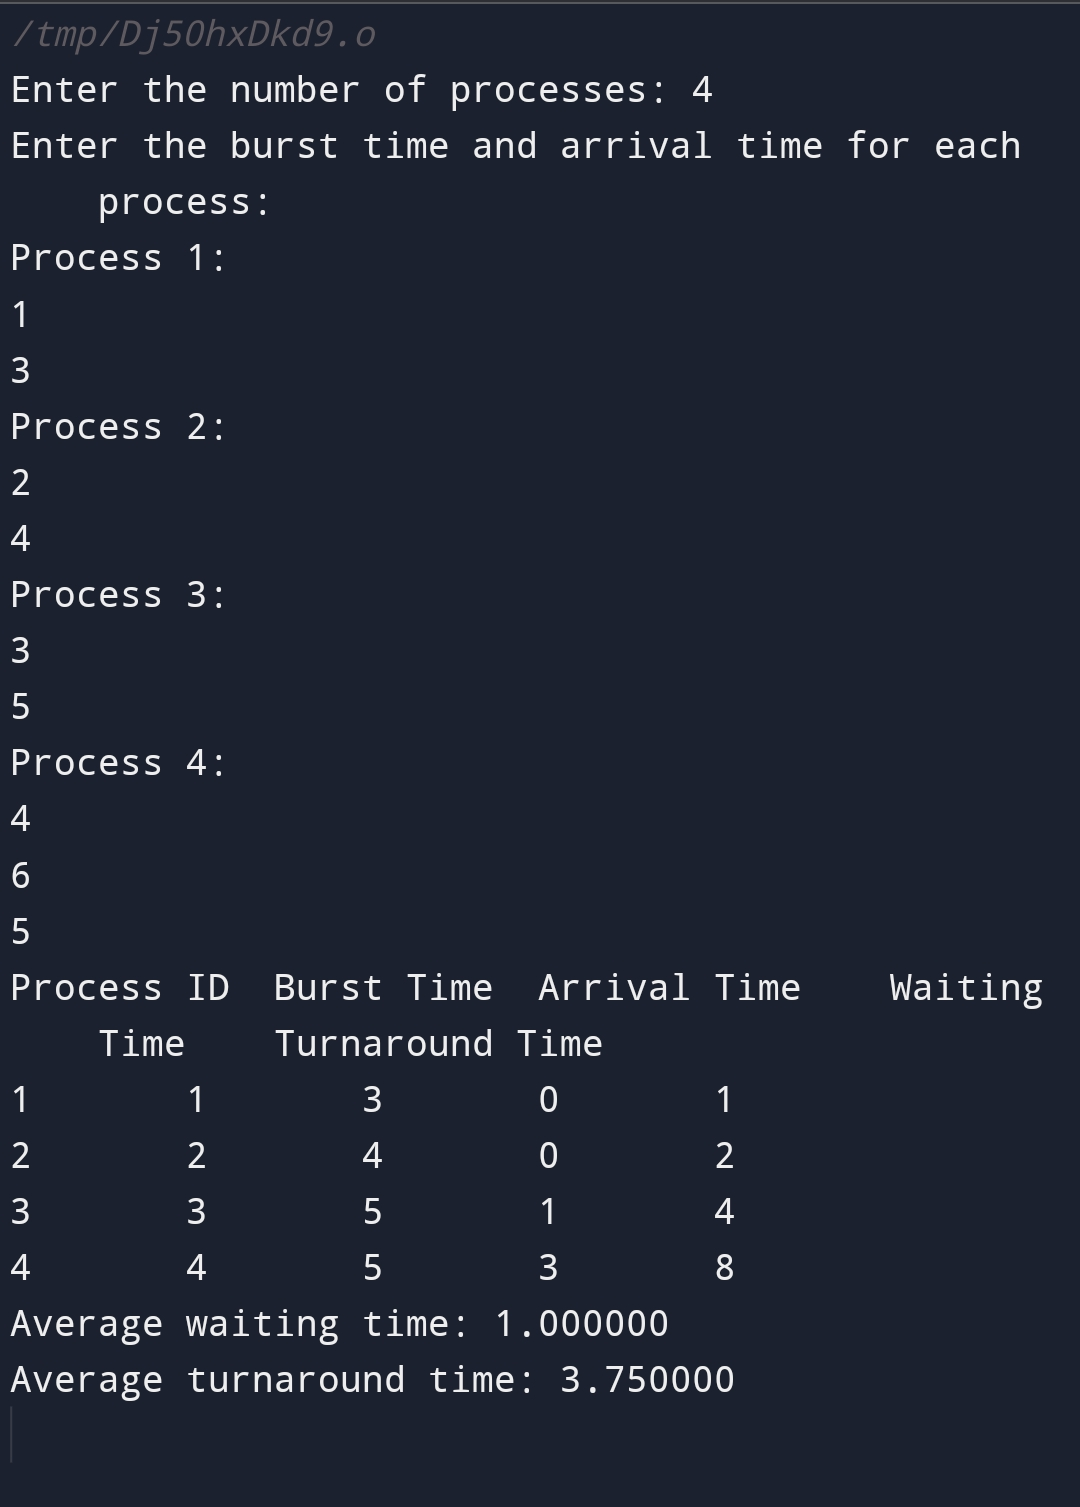 /tmp/Dj5OhxDkd9.o
Enter the number of processes: 4
Enter the burst time and arrival time for each
    process:
Process 1:
1
3
Process 2:
2
4
Process 3:
3
5
Process 4:
4
6
5
Process ID  Burst Time  Arrival Time    Waiting
    Time    Turnaround Time
1       1       3       0       1
2       2       4       0       2
3       3       5       1       4
4       4       5       3       8
Average waiting time: 1.000000
Average turnaround time: 3.750000